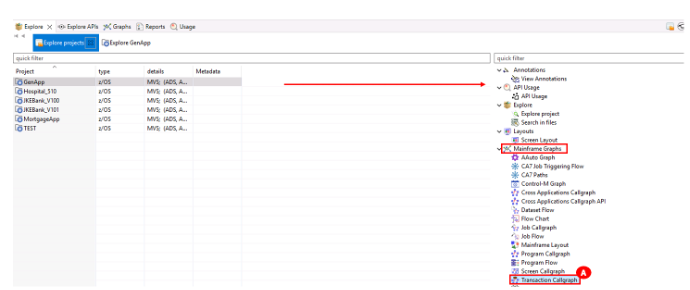 Explore Explore APIs Graphs Reports Usage
Explore projects Explore GenApp
quick filter quick filter
Project type details Metadata
GenApp z/OS MVS; (ADS, A...
Hospital_510 z/OS MVS; (ADS, A...
JKEBank_V100 z/OS MVS; (ADS, A...
JKEBank_V101 z/OS MVS; (ADS, A...
MortgageApp z/OS MVS; (ADS, A...
TEST z/OS MVS; (ADS, A...
Annotations
View Annotations
API Usage
API Usage
Explore
Explore project
Search in files
Layouts
Screen Layout
Mainframe Graphs
AAuto Graph
CA7 Job Triggering Flow
CA7 Paths
Control-M Graph
Cross Applications Callgraph
Cross Applications Callgraph API
Dataset Flow
Flow Chart
Job Callgraph
Job Flow
Mainframe Layout
Program Callgraph
Program Flow
Screen Callgraph
A
Transaction Callgraph